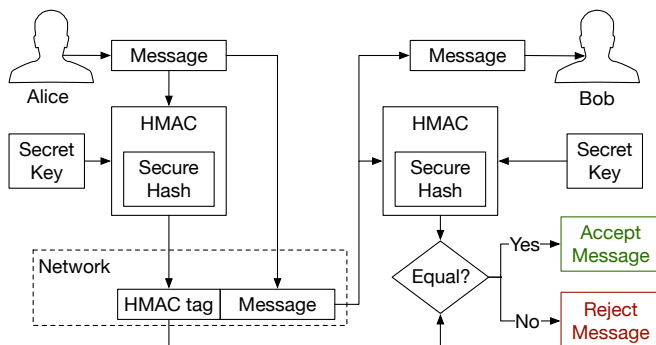 Message
Message
Alice
Bob
HMAC
HMAC
Secret
Key
Secure
Hash
Secure
Hash
Secret
Key
Network
Equal?
Yes
Accept
Message
HMAC tag
Message
No
Reject
Message